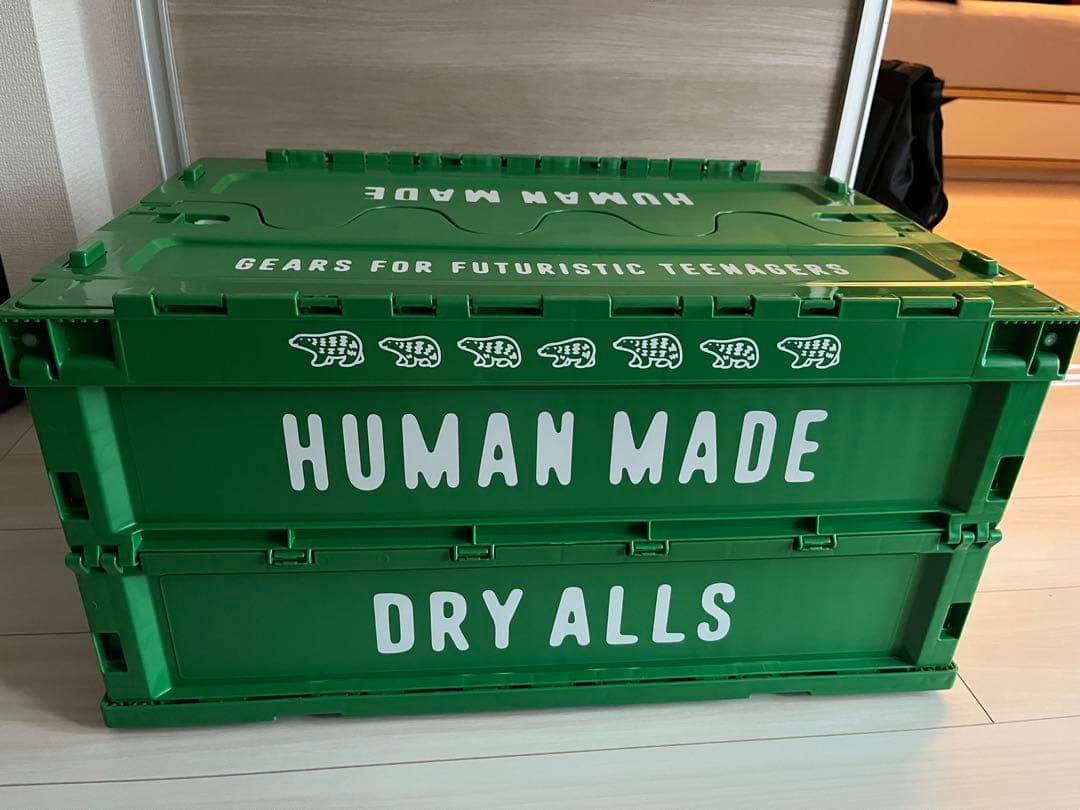 HUMAN MADE
GEARS FOR FUTURISTIC TEENAGERS
HUMAN MADE
DRY ALLS